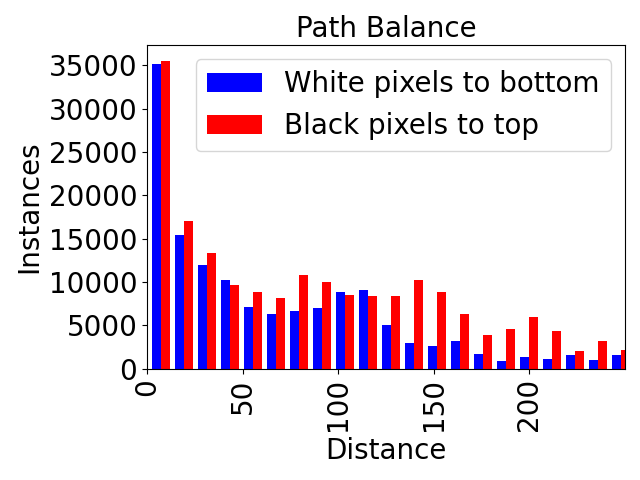 Path Balance
35000
30000
25000
20000
15000
10000
5000
0
Instances
White pixels to bottom
Black pixels to top
0
50
100
150
200
Distance